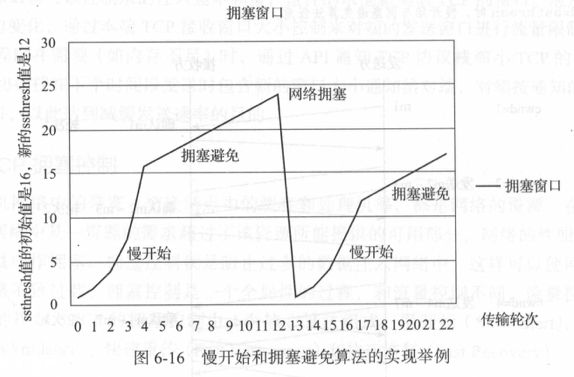 拥塞窗口
ssthresh值的初始值是16，新的ssthresh值是12
30
25
20
15
10
5
0
网络拥塞
拥塞避免
慢开始
慢开始
拥塞避免
拥塞窗口
0 1 2 3 4 5 6 7 8 9 10 11 12 13 14 15 16 17 18 19 20 21 22
传输轮次
图 6-16 慢开始和拥塞避免算法的实现举例